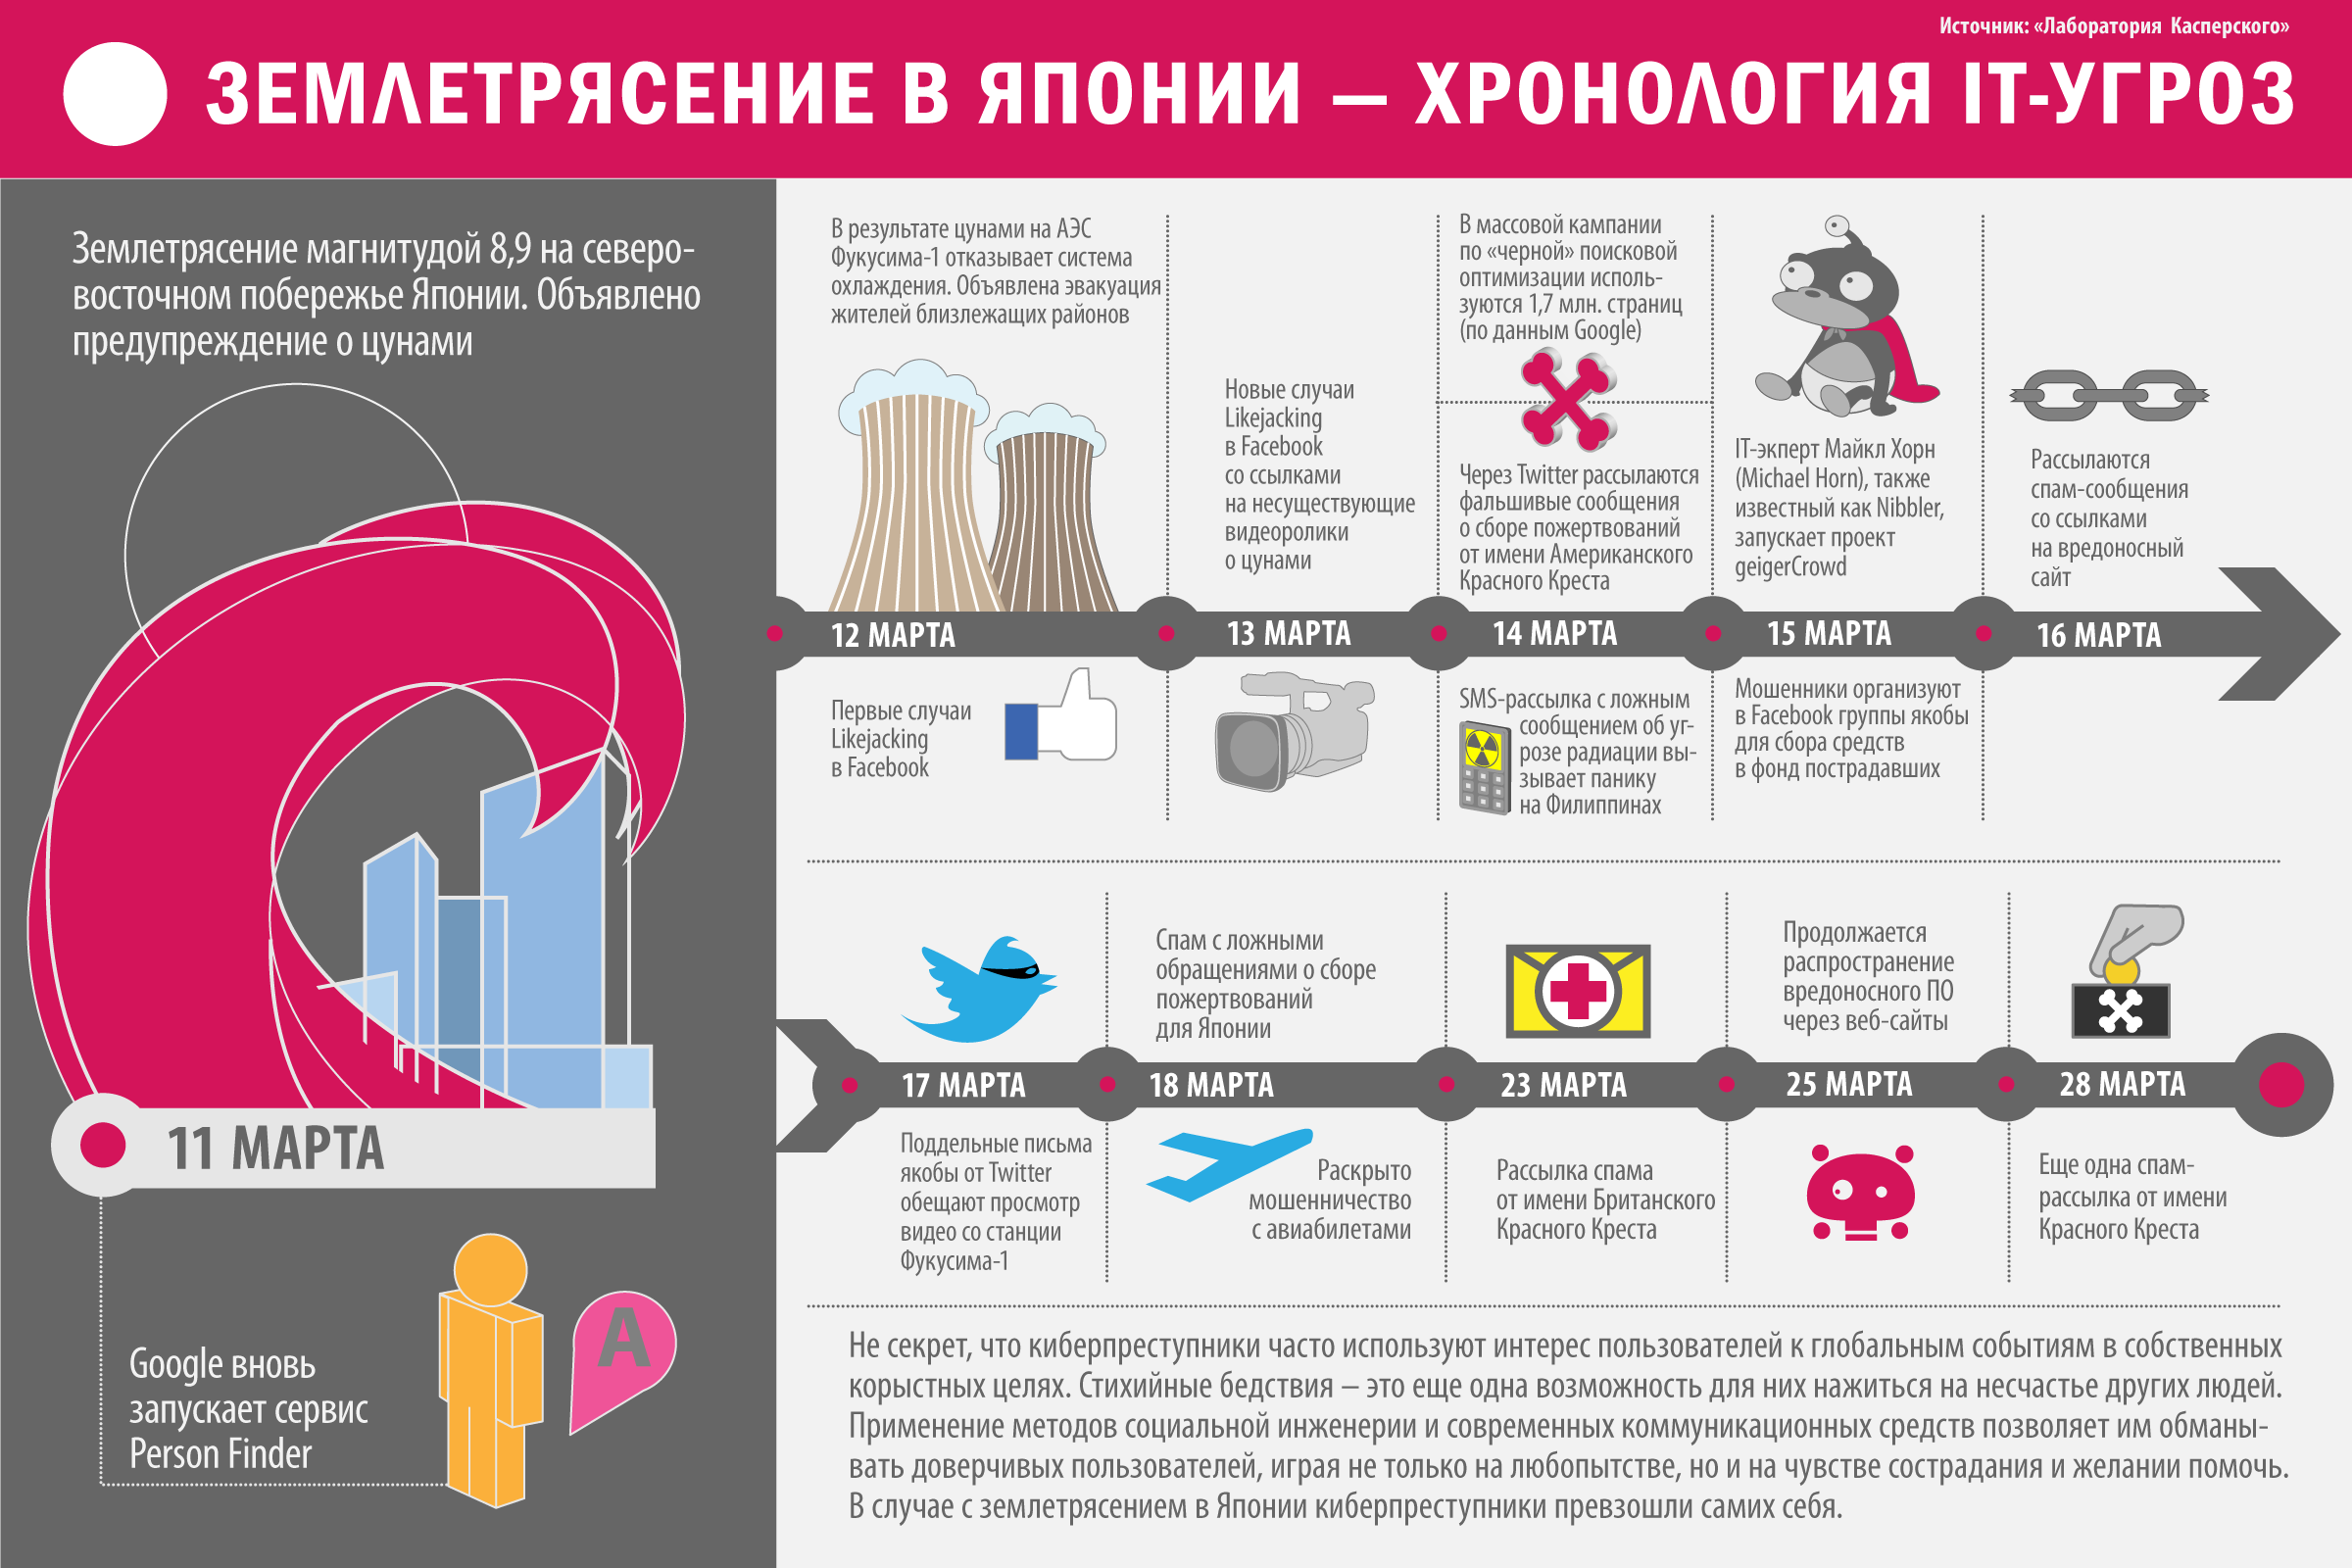 Источник: «Лаборатория Касперского»
ЗЕМЛЕТРЯСЕНИЕ В ЯПОНИИ — ХРОНОЛОГИЯ IT-УГРОЗ
Землетрясение магнитудой 8,9 на северо-
восточном побережье Японии. Объявлено
предупреждение о цунами
11 МАРТА
Google вновь
запускает сервис
Person Finder
A
В результате цунами на АЭС
Фукусима-1 отказывает система
охлаждения. Объявлена эвакуация
жителей близлежащих районов
12 МАРТА
Первые случаи
Likejacking
в Facebook
Новые случаи
Likejacking
в Facebook
со ссылками
на несуществующие
видеоролики
о цунами
13 МАРТА
В массовой кампании
по «черной» поисковой
оптимизации исполь-
зуются 1,7 млн. страниц
(по данным Google)
Через Twitter рассылаются
фальшивые сообщения
о сборе пожертвований
от имени Американского
Красного Креста
14 МАРТА
SMS-рассылка с ложным
сообщением об уг-
розе радиации вы-
зывает панику
на Филиппинах
IT-экперт Майкл Хорн
(Michael Horn), также
известный как Nibbler,
запускает проект
geigerCrowd
15 МАРТА
Мошенники организуют
в Facebook группы якобы
для сбора средств
в фонд пострадавших
Рассылаются
спам-сообщения
со ссылками
на вредоносный
сайт
16 МАРТА
17 МАРТА
Поддельные письма
якобы от Twitter
обещают просмотр
видео со станции
Фукусима-1
Спам с ложными
обращениями о сборе
пожертвований
для Японии
18 МАРТА
Раскрыто
мошенничество
с авиабилетами
23 МАРТА
Рассылка спама
от имени Британского
Красного Креста
Продолжается
распространение
вредоносного ПО
через веб-сайты
25 МАРТА
28 МАРТА
Еще одна спам-
рассылка от имени
Красного Креста
Не секрет, что киберпреступники часто используют интерес пользователей к глобальным событиям в собственных
корыстных целях. Стихийные бедствия – это еще одна возможность для них нажиться на несчастье других людей.
Применение методов социальной инженерии и современных коммуникационных средств позволяет им обманы-
вать доверчивых пользователей, играя не только на любопытстве, но и на чувстве сострадания и желании помочь.
В случае с землетрясением в Японии киберпреступники превзошли самих себя.